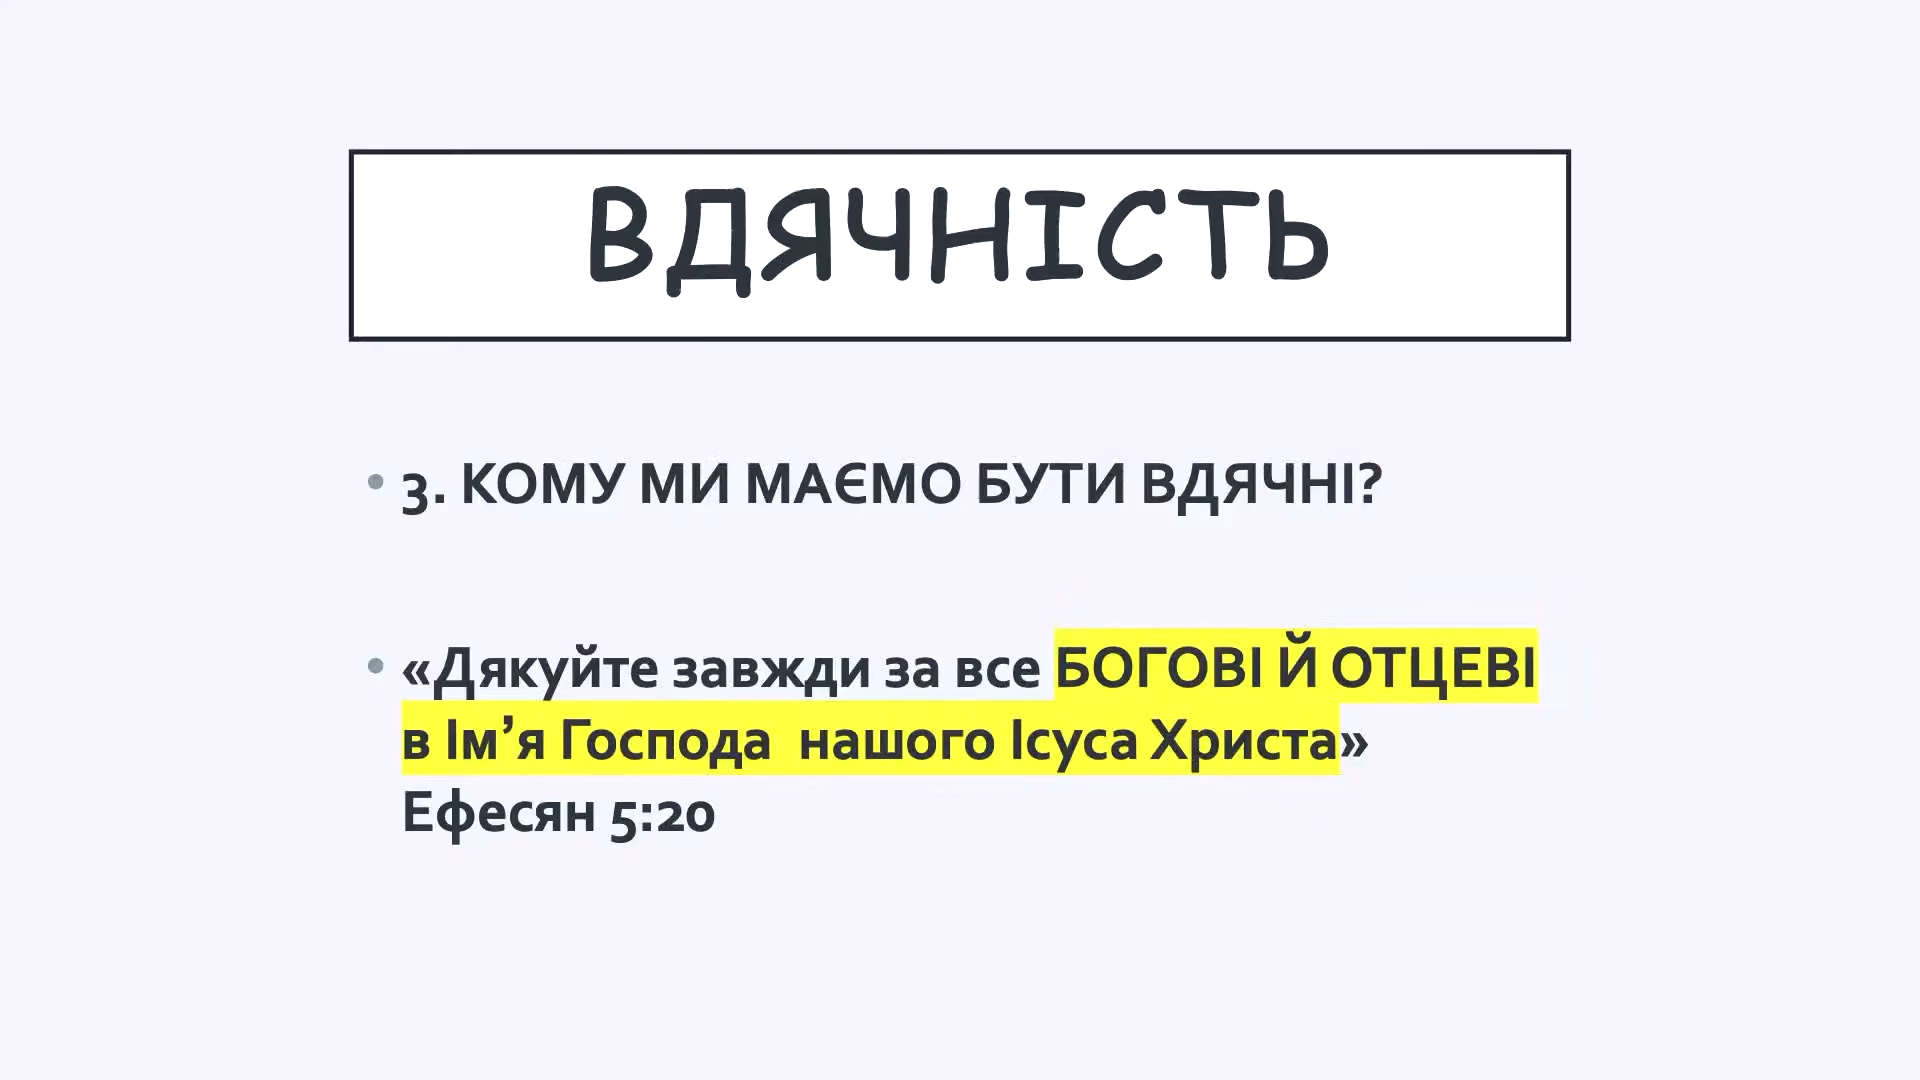 ВДЯЧНІСТЬ
• 3. КОМУ МИ МАЄМО БУТИ ВДЯЧНІ?
• «Дякуйте завжди за все БОГОВІ Й ОТЦЕВІ
в Ім’я Господа  нашого Ісуса Христа»
Ефесян 5:20